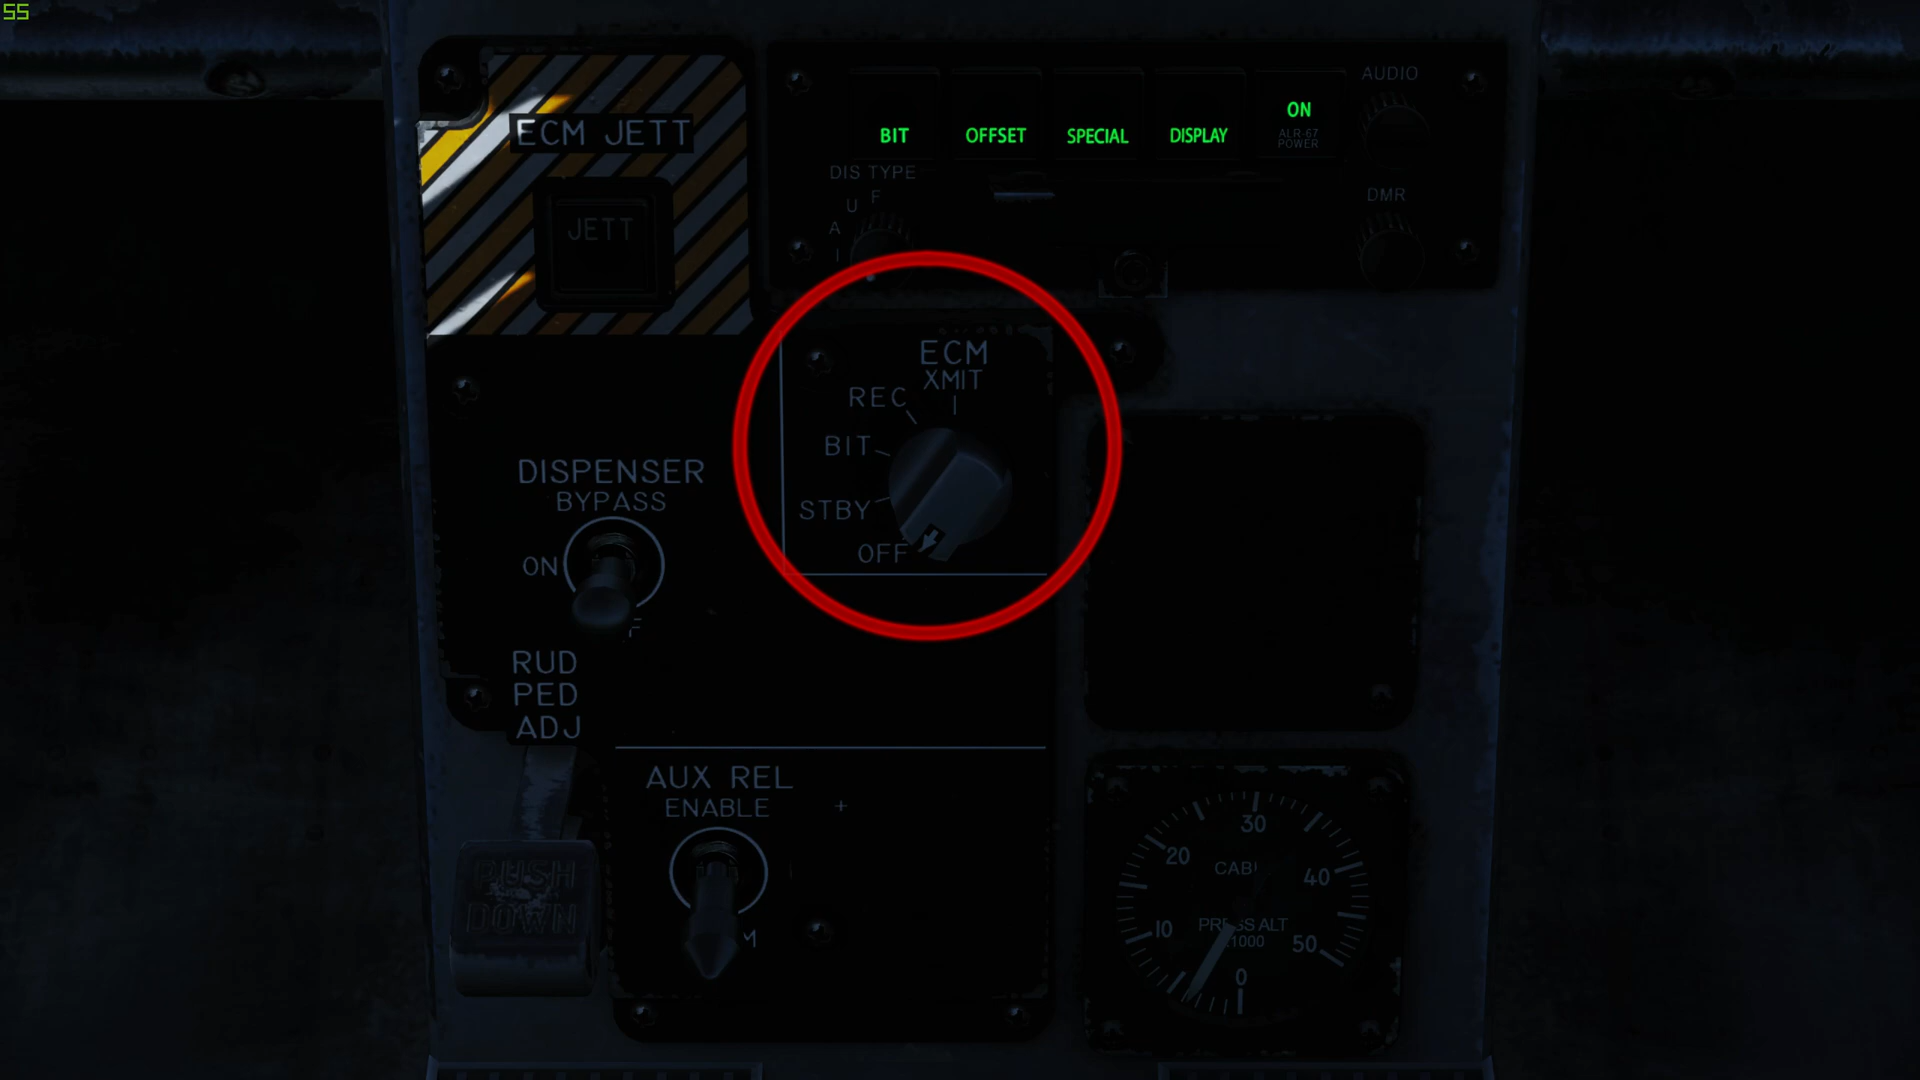 55
ECM JETT
JETT
BIT
OFFSET
SPECIAL
DISPLAY
ON
ALR-67
POWER
AUDIO
DIS TYPE
F
U
A
I
DMR
ECM
XMIT
REC
BIT
STBY
OFF
DISPENSER
BYPASS
ON
F
RUD
PED
ADJ
AUX REL
ENABLE
M
PUSH
DOWN
30
20
40
10
50
0
PRESS ALT